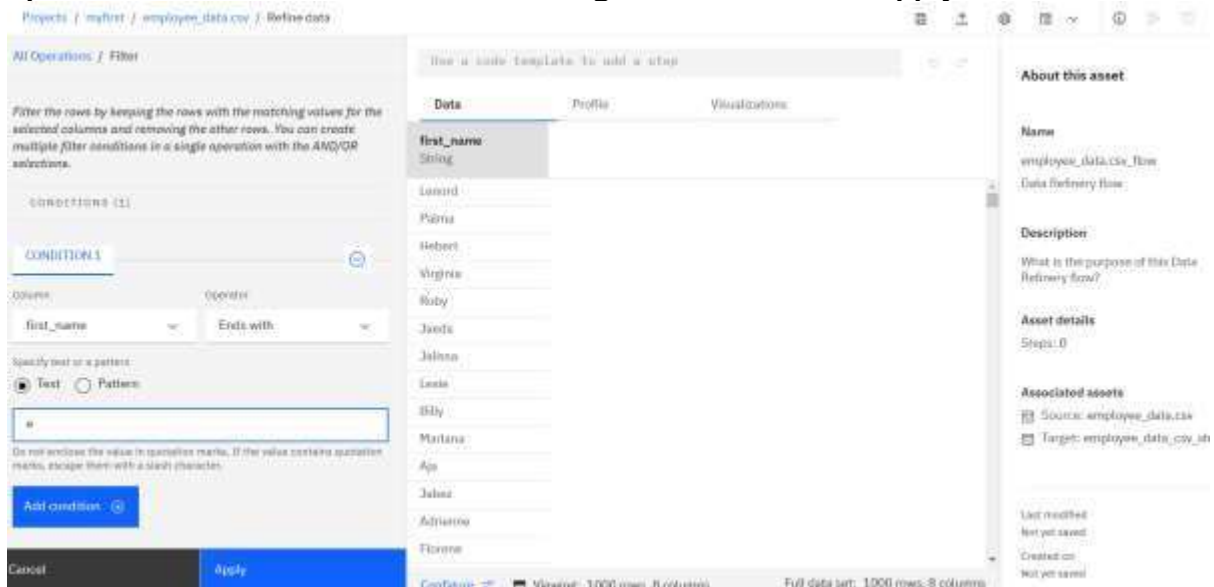 Projects / myfirst / employee_data.csv / Refine data
All Operations / Filter
Filter the rows by keeping the rows with the matching values for the
selected columns and removing the other rows. You can create
multiple filter conditions in a single operation with the AND/OR
selections.
CONDITIONS (1)
CONDITION 1
Column
Operator
first_name
Ends with
Specify text or a pattern
Text
Pattern
Do not enclose the value in quotation marks. If the value contains quotation
marks, escape them with a slash character.
Add condition
Cancel
Apply
Use a code template to add a step
Data
Profile
Visualizations
first_name
String
Palma
Hebert
Virginia
Roby
Billy
Aja
Adrienne
Florene
Viewing: 1000 rows, 8 columns
Full data set: 1000 rows, 8 columns
About this asset
Name
employee_data.csv_flow
Data Refinery flow
Description
What is the purpose of this Data
Refinery flow?
Asset details
Steps: 0
Associated assets
Source: employee_data.csv
Target: employee_data_csv_sh
Last modified
Not yet saved
Created on
Not yet saved